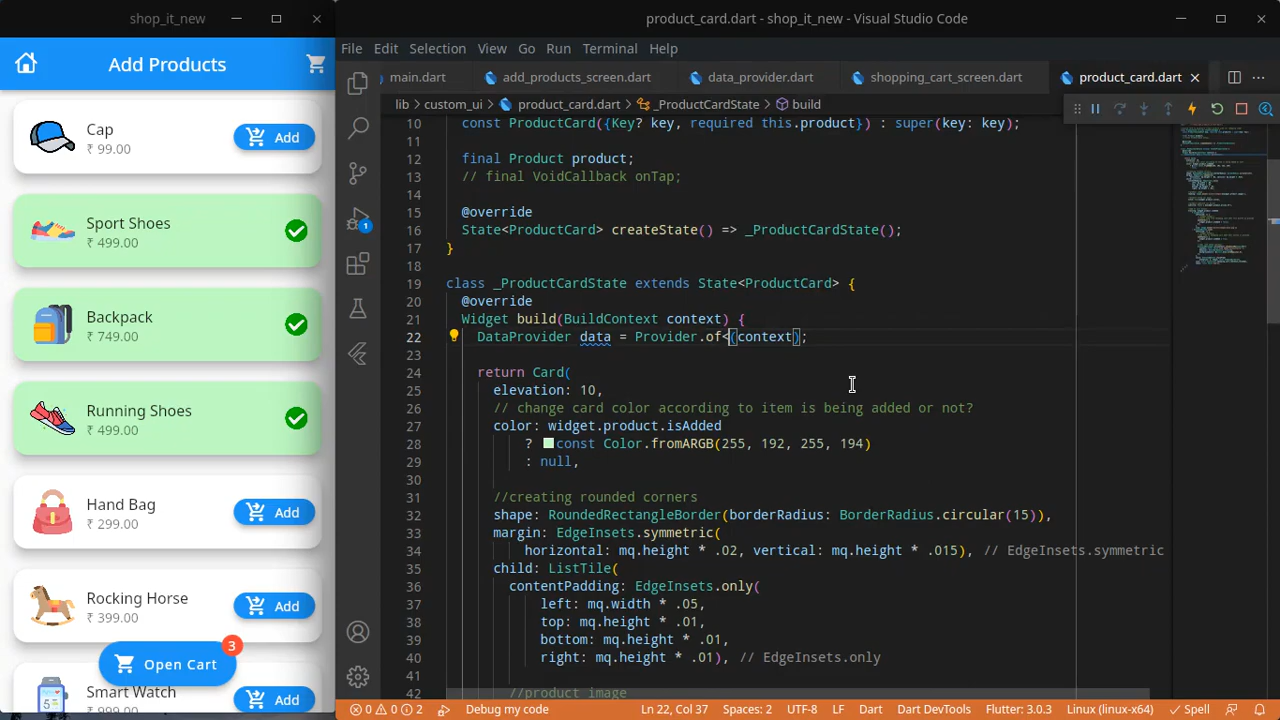 shop_it_new
Add Products
Cap
₹ 99.00
Add
Sport Shoes
₹ 499.00
Backpack
₹ 749.00
Running Shoes
₹ 499.00
Hand Bag
₹ 299.00
Add
Rocking Horse
₹ 399.00
Add
3
Open Cart
Smart Watch
₹ 999.00
Add
product_card.dart - shop_it_new - Visual Studio Code
File Edit Selection View Go Run Terminal Help
main.dart add_products_screen.dart data_provider.dart shopping_cart_screen.dart product_card.dart
lib > custom_ui > product_card.dart > _ProductCardState > build
10 const ProductCard({Key? key, required this.product}) : super(key: key);
11
12 final Product product;
13 // final VoidCallback onTap;
14
15 @override
16 State<ProductCard> createState() => _ProductCardState();
17 }
18
19 class _ProductCardState extends State<ProductCard> {
20 @override
21 Widget build(BuildContext context) {
22 DataProvider data = Provider.of<(context);
23
24 return Card(
25 elevation: 10,
26 // change card color according to item is being added or not?
27 color: widget.product.isAdded
28 ? const Color.fromARGB(255, 192, 255, 194)
29 : null,
30
31 //creating rounded corners
32 shape: RoundedRectangleBorder(borderRadius: BorderRadius.circular(15)),
33 margin: EdgeInsets.symmetric(
34 horizontal: mq.height * .02, vertical: mq.height * .015), // EdgeInsets.symmetric
35 child: ListTile(
36 contentPadding: EdgeInsets.only(
37 left: mq.width * .05,
38 top: mq.height * .01,
39 bottom: mq.height * .01,
40 right: mq.height * .01), // EdgeInsets.only
41
42 //product image
1
0 0 2 Debug my code Ln 22, Col 37 Spaces: 2 UTF-8 LF Dart Dart DevTools Flutter: 3.0.3 Linux (linux-x64) Spell